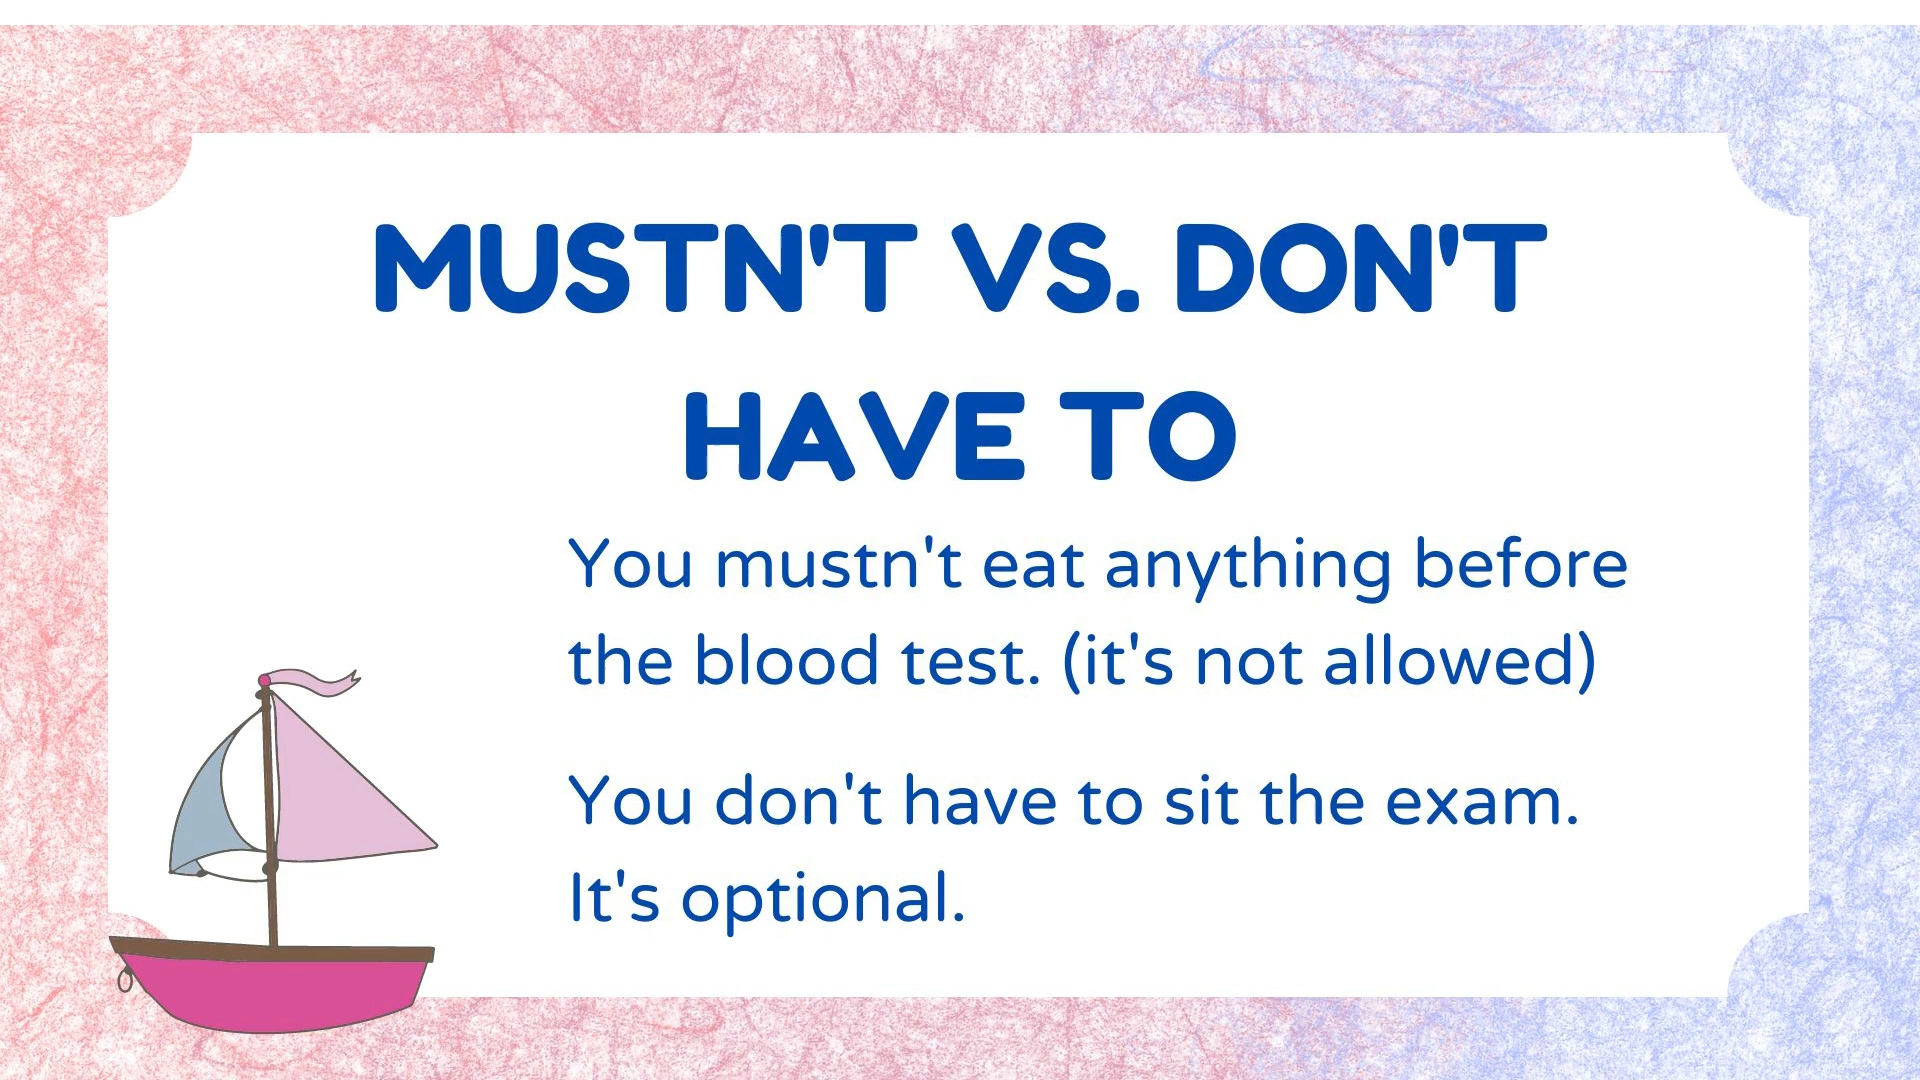 MUSTN'T VS. DON'T
HAVE TO
You mustn't eat anything before
the blood test. (it's not allowed)
You don't have to sit the exam.
It's optional.